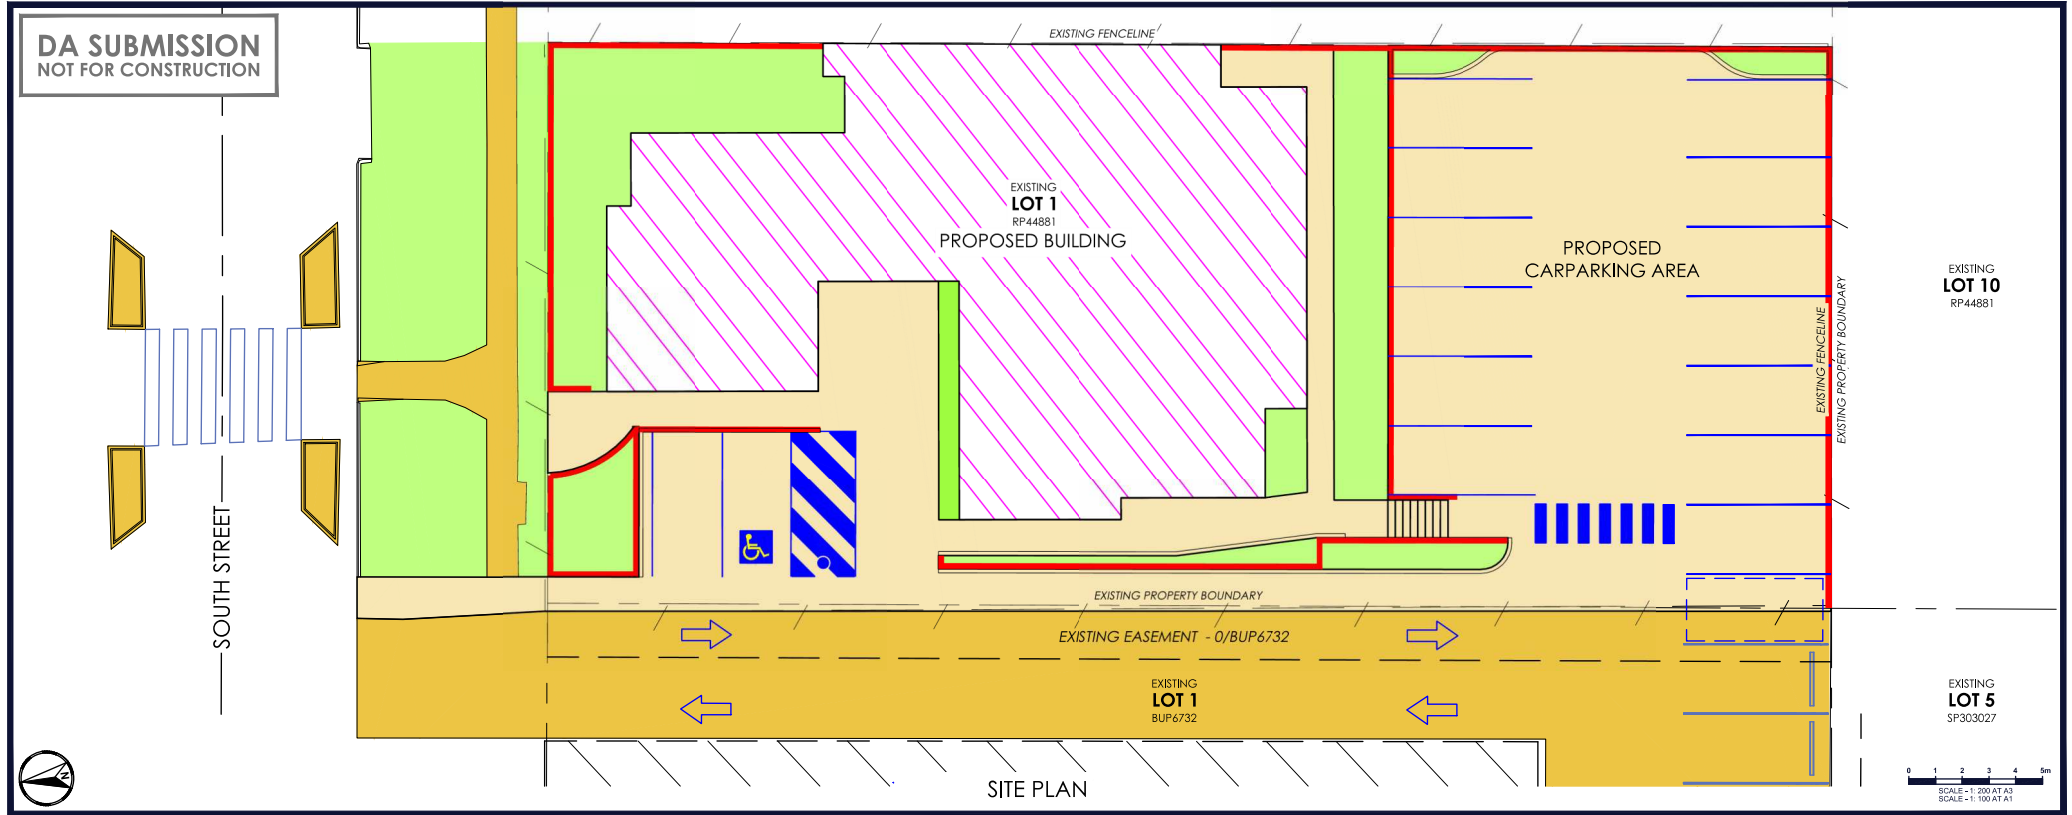 DA SUBMISSION
NOT FOR CONSTRUCTION
EXISTING FENCELINE
EXISTING
LOT 1
RP44881
PROPOSED BUILDING
PROPOSED
CARPARKING AREA
EXISTING FENCELINE
EXISTING PROPERTY BOUNDARY
EXISTING
LOT 10
RP44881
SOUTH STREET
EXISTING PROPERTY BOUNDARY
EXISTING EASEMENT - 0/BUP6732
EXISTING
LOT 1
BUP6732
EXISTING
LOT 5
SP303027
N
SITE PLAN
0 1 2 3 4 5m
SCALE - 1: 200 AT A3
SCALE - 1: 100 AT A1